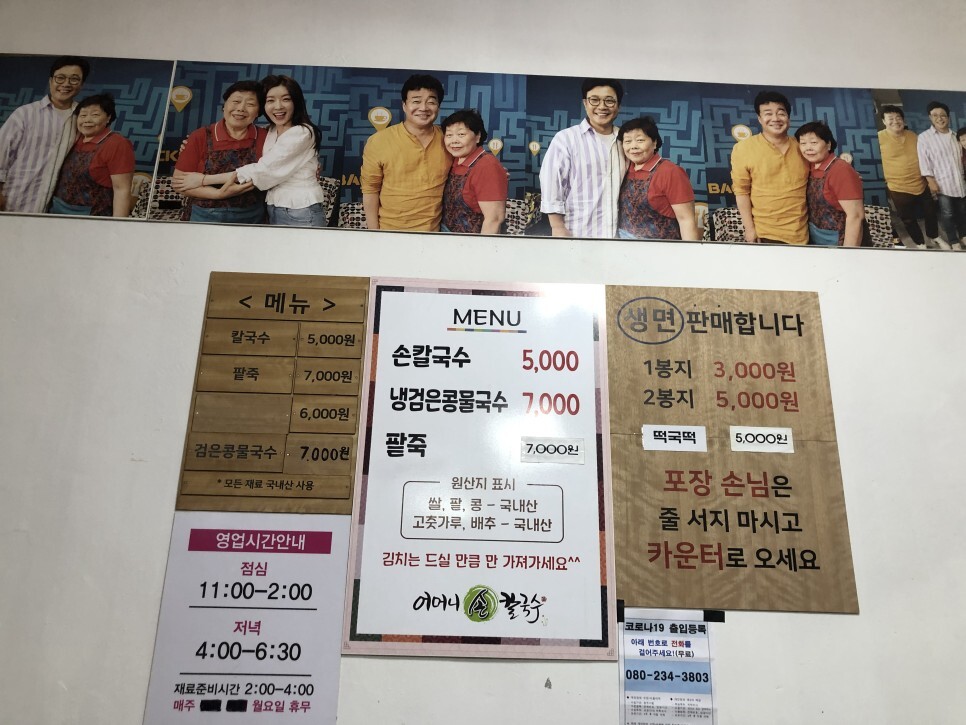 < 메뉴 >
칼국수 5,000원
팥죽 7,000원
6,000원
검은콩물국수 7,000원
* 모든 재료 국내산 사용
영업시간안내
점심
11:00-2:00
저녁
4:00-6:30
재료준비시간 2:00-4:00
매주 월요일 휴무
MENU
손칼국수 5,000
냉검은콩물국수 7,000
팥죽 7,000원
원산지 표시
쌀, 팥, 콩 - 국내산
고춧가루, 배추 - 국내산
김치는 드실 만큼 만 가져가세요^^
어머니 손 칼국수
생면 판매합니다
1봉지 3,000원
2봉지 5,000원
떡국떡 5,000원
포장 손님은
줄 서지 마시고
카운터로 오세요
코로나19 출입등록
아래 번호로 전화를
걸어주세요!(무료)
080-234-3803